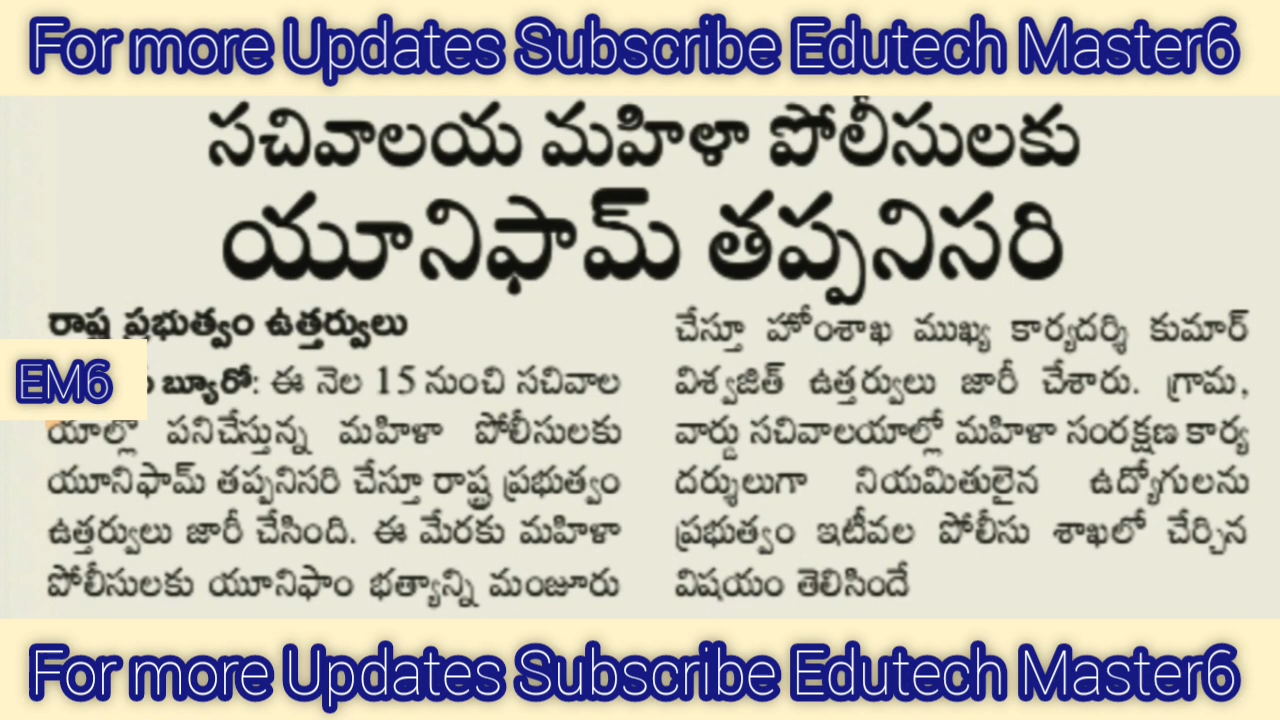 For more Updates Subscribe Edutech Master6
సచివాలయ మహిళా పోలీసులకు
యూనిఫామ్ తప్పనిసరి
రాష్ట్ర ప్రభుత్వం ఉత్తర్వులు
EM6
బ్యూరో: ఈ నెల 15 నుంచి సచివాల
యాల్లో పనిచేస్తున్న మహిళా పోలీసులకు
యూనిఫామ్ తప్పనిసరి చేస్తూ రాష్ట్ర ప్రభుత్వం
ఉత్తర్వులు జారీ చేసింది. ఈ మేరకు మహిళా
పోలీసులకు యూనిఫాం భత్యాన్ని మంజూరు
చేస్తూ హోంశాఖ ముఖ్య కార్యదర్శి కుమార్
విశ్వజిత్ ఉత్తర్వులు జారీ చేశారు. గ్రామ,
వార్డు సచివాలయాల్లో మహిళా సంరక్షణ కార్య
దర్శులుగా నియమితులైన ఉద్యోగులను
ప్రభుత్వం ఇటీవల పోలీసు శాఖలో చేర్చిన
విషయం తెలిసిందే
For more Updates Subscribe Edutech Master6